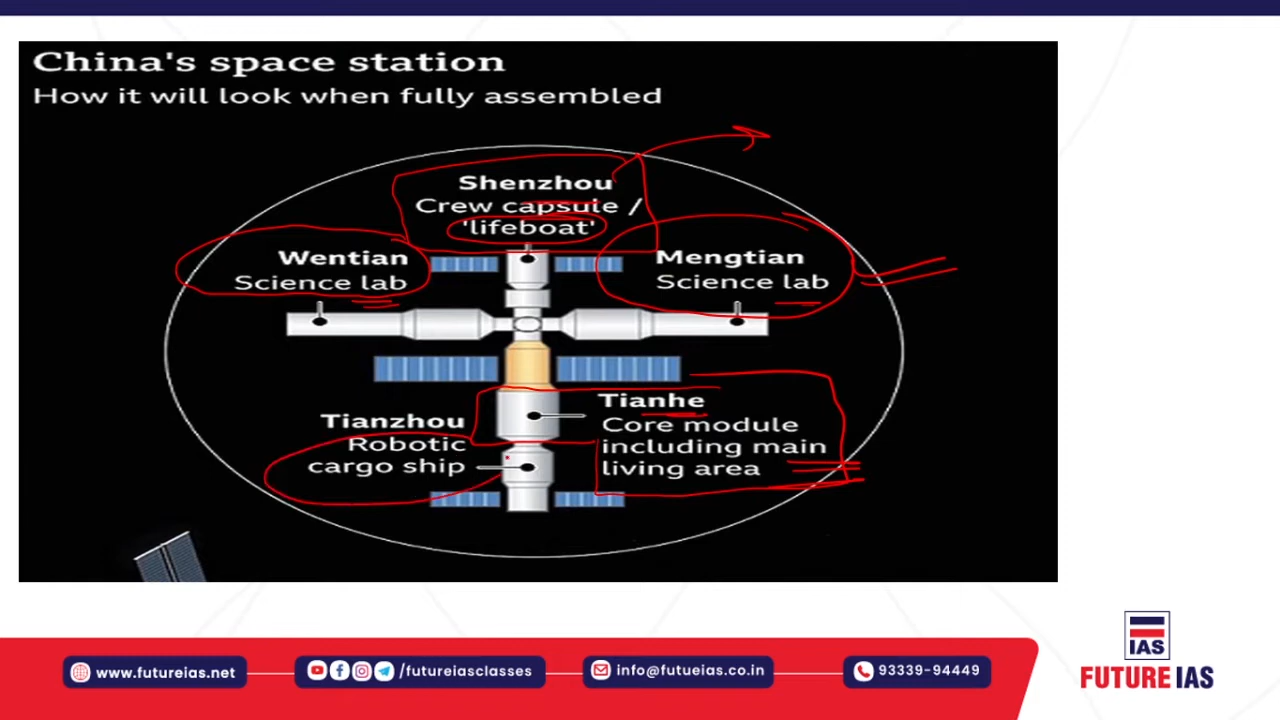 China's space station
How it will look when fully assembled
Shenzhou
Crew capsule /
'lifeboat'
Wentian
Science lab
Mengtian
Science lab
Tianzhou
Robotic
cargo ship
Tianhe
Core module
including main
living area
www.futureias.net
/futureiasclasses
info@futueias.co.in
93339-94449
IAS
FUTURE IAS